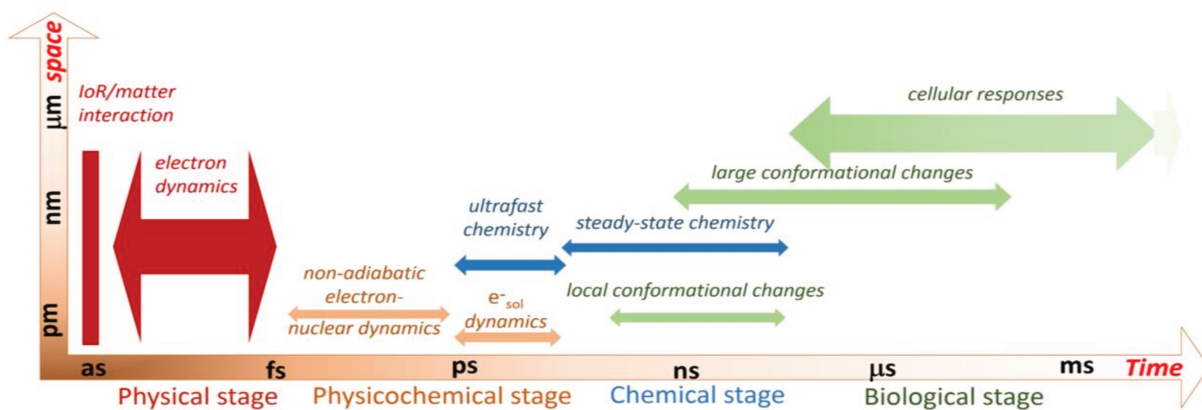 space
μm
nm
pm
IoR/matter
interaction
electron
dynamics
non-adiabatic
electron-
nuclear dynamics
ultrafast
chemistry
e-sol
dynamics
steady-state chemistry
local conformational changes
large conformational changes
cellular responses
as
fs
ps
ns
μs
ms
Time
Physical stage
Physicochemical stage
Chemical stage
Biological stage